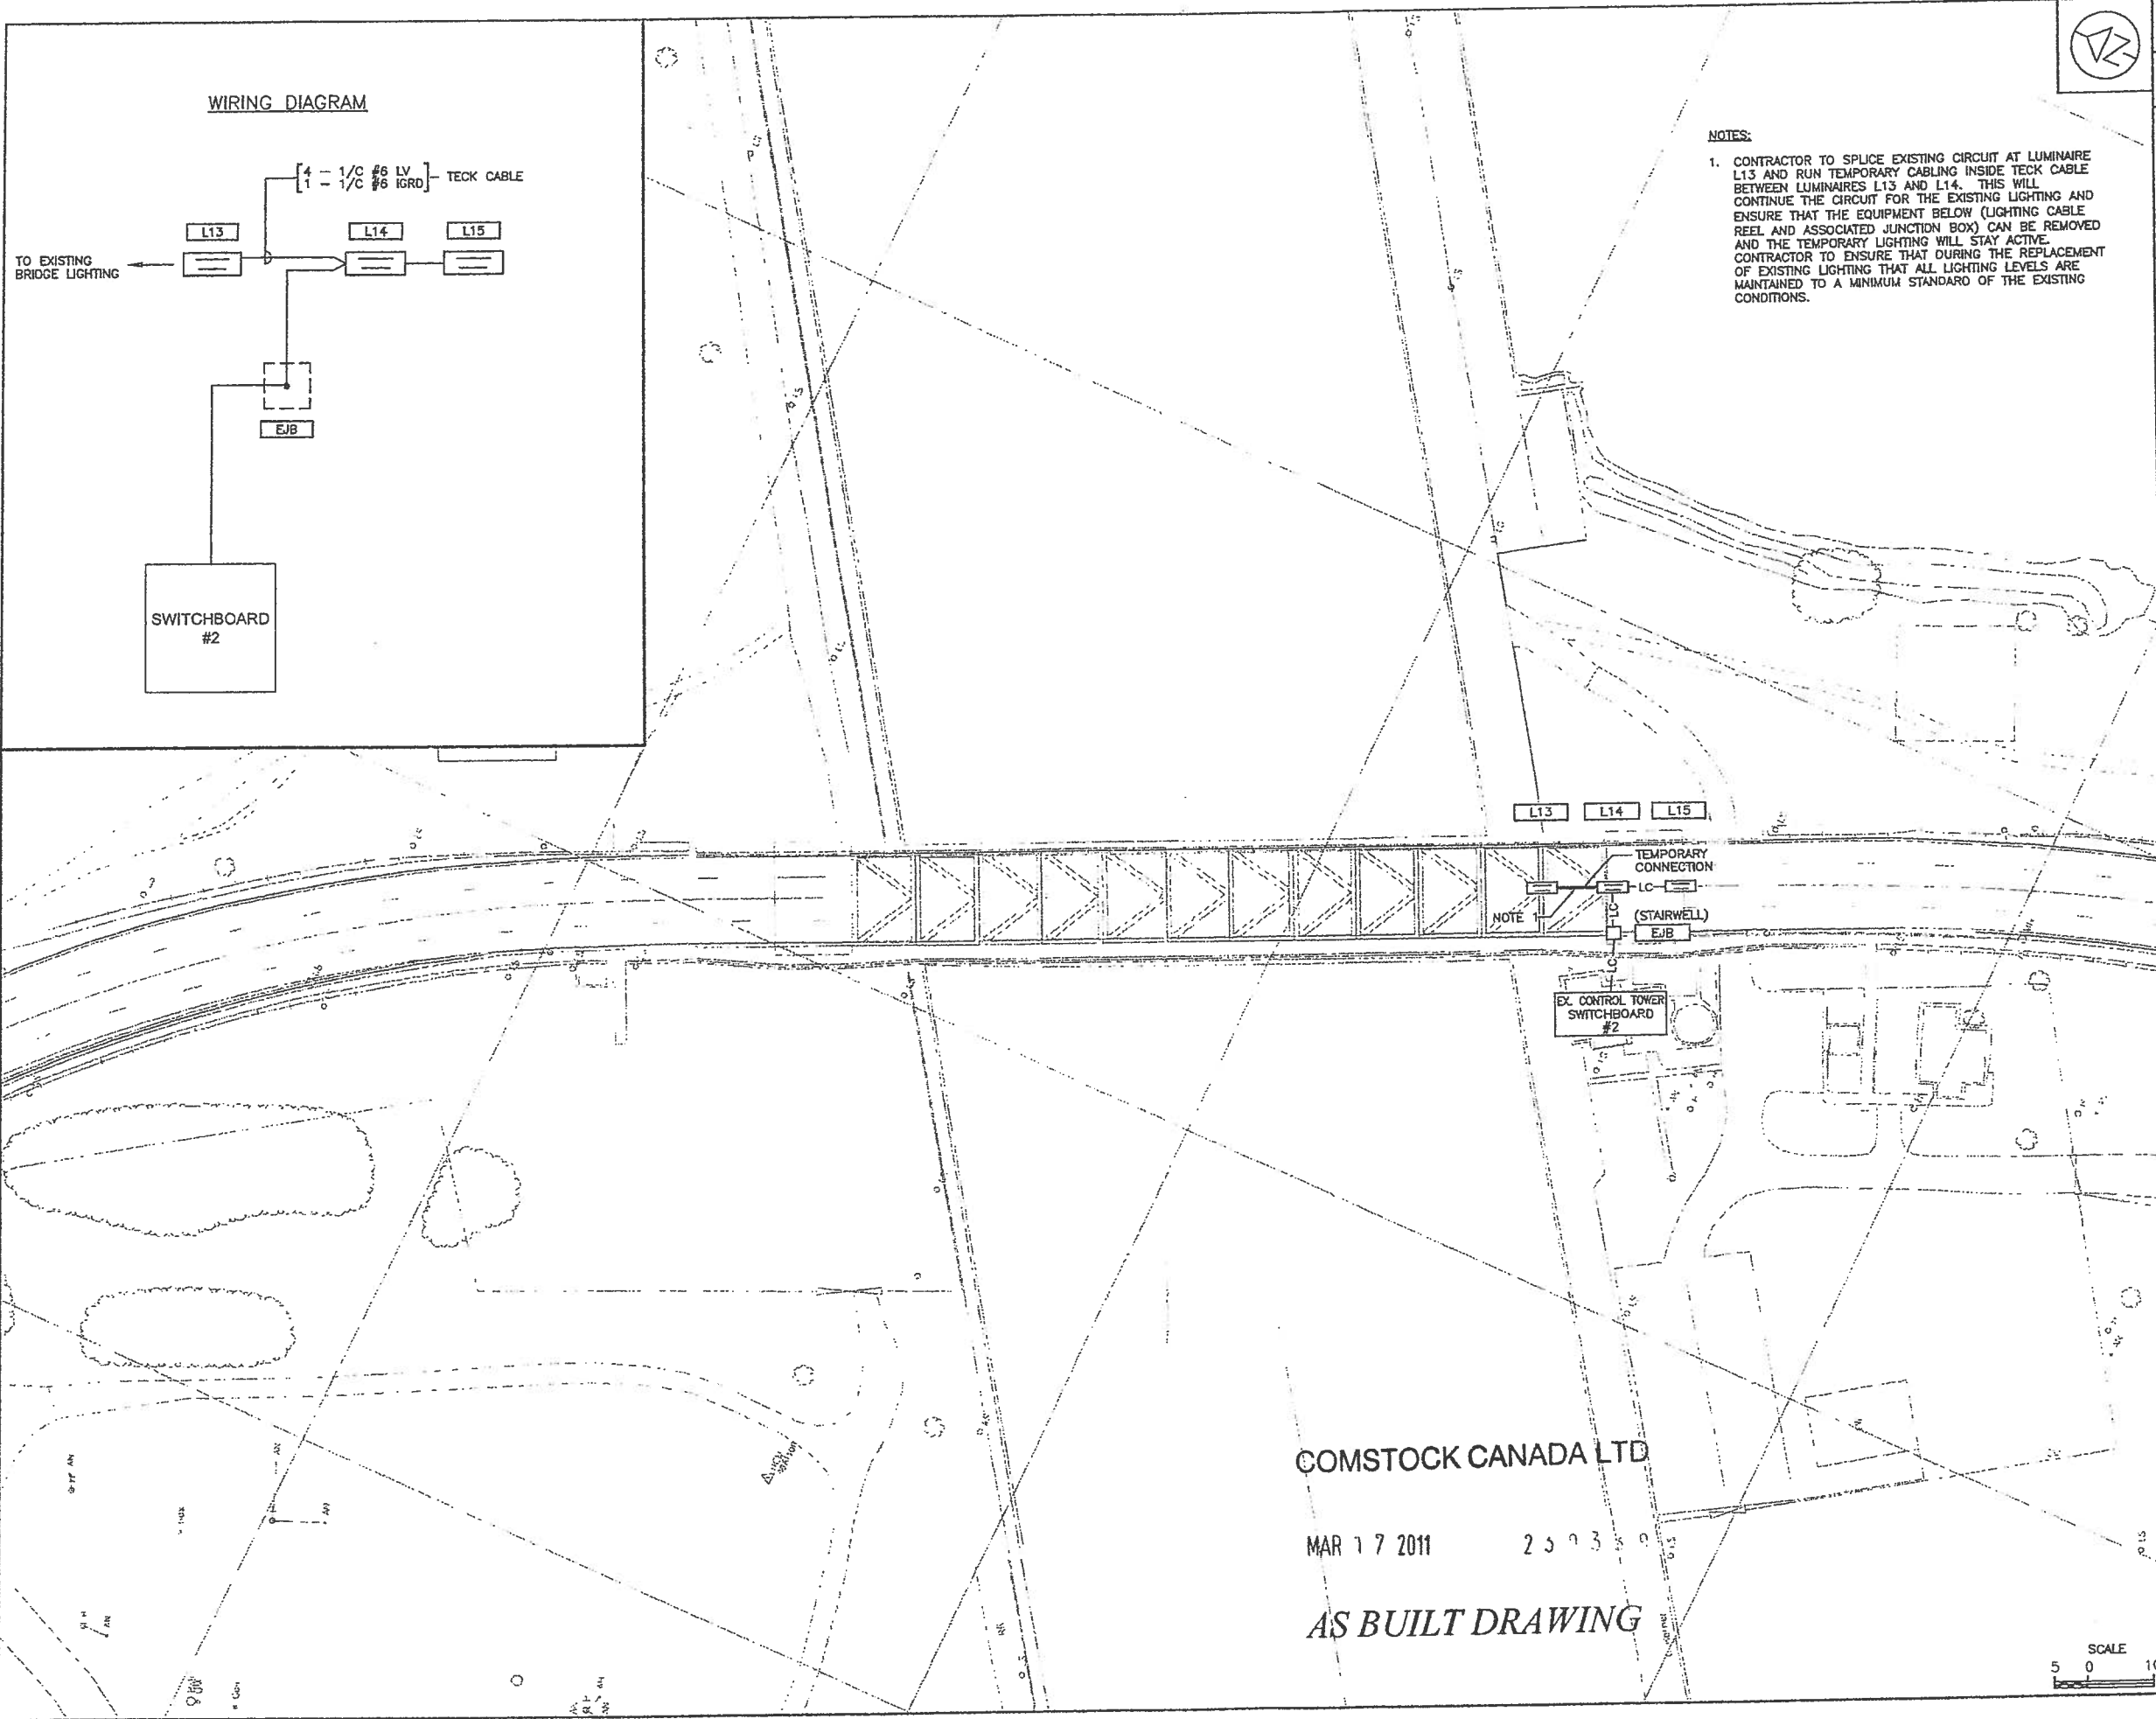 WIRING DIAGRAM
4 - 1/C #6 LV
1 - 1/C #6 IGRD
TECK CABLE
L13
L14
L15
TO EXISTING
BRIDGE LIGHTING
EJB
SWITCHBOARD
#2
NOTES:
1. CONTRACTOR TO SPLICE EXISTING CIRCUIT AT LUMINAIRE
L13 AND RUN TEMPORARY CABLING INSIDE TECK CABLE
BETWEEN LUMINAIRES L13 AND L14. THIS WILL
CONTINUE THE CIRCUIT FOR THE EXISTING LIGHTING AND
ENSURE THAT THE EQUIPMENT BELOW (LIGHTING CABLE
REEL AND ASSOCIATED JUNCTION BOX) CAN BE REMOVED
AND THE TEMPORARY LIGHTING WILL STAY ACTIVE.
CONTRACTOR TO ENSURE THAT DURING THE REPLACEMENT
OF EXISTING LIGHTING THAT ALL LIGHTING LEVELS ARE
MAINTAINED TO A MINIMUM STANDARD OF THE EXISTING
CONDITIONS.
L13
L14
L15
TEMPORARY
CONNECTION
LC
NOTE 1
LC
(STAIRWELL)
EJB
LC
EX. CONTROL TOWER
SWITCHBOARD
#2
COMSTOCK CANADA LTD
MAR 17 2011
AS BUILT DRAWING
SCALE
5 0 10